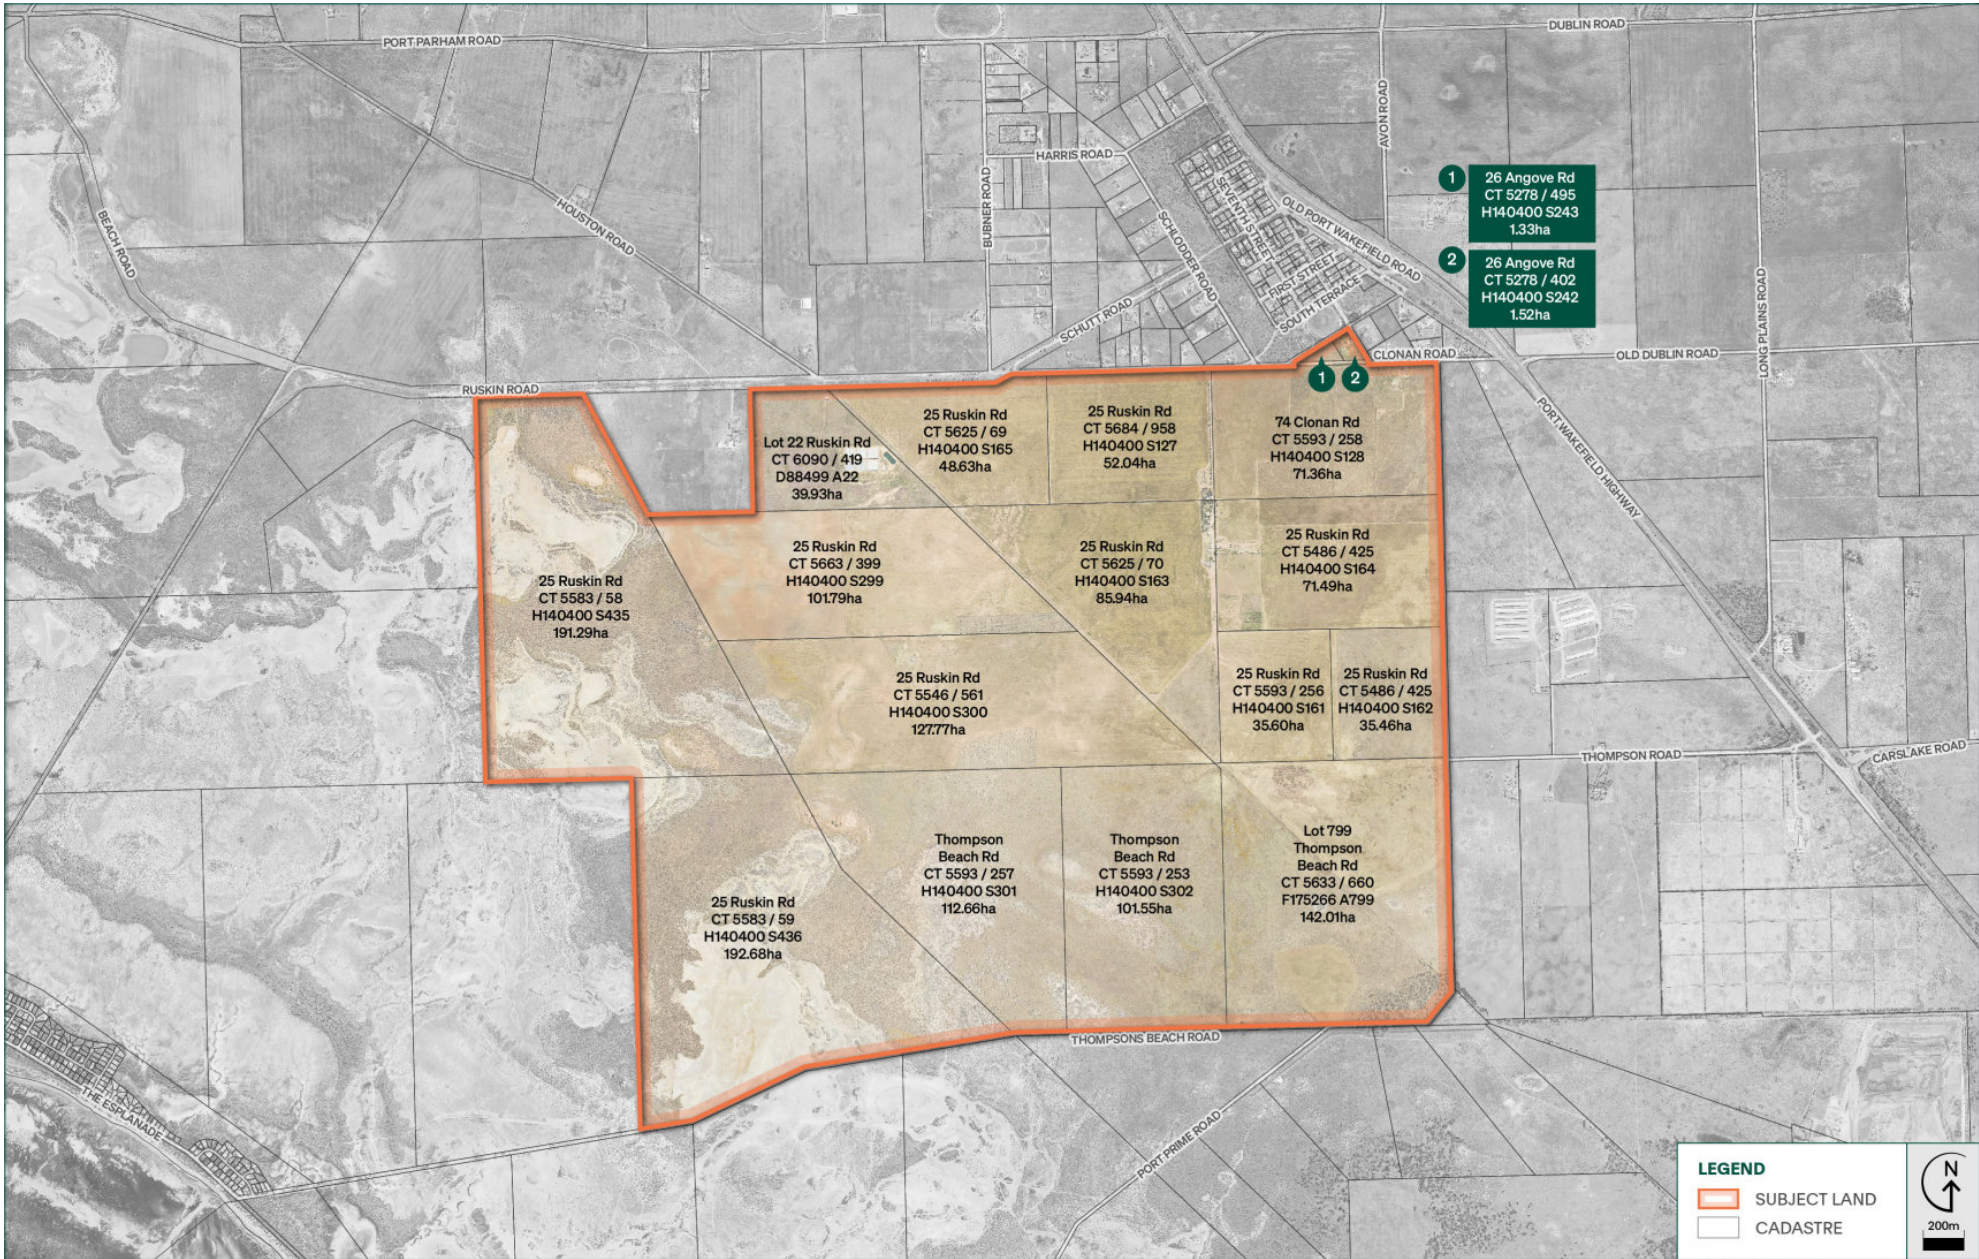 DUBLIN ROAD
PORT PARHAM ROAD
AVON ROAD
HARRIS ROAD
BUBNER ROAD
HOUSTON ROAD
BEACH ROAD
SCHLODDER ROAD
SEVENTH STREET
FIRST STREET
SOUTH TERRACE
OLD PORT WAKEFIELD ROAD
SCHUTT ROAD
1
26 Angove Rd
CT 5278 / 495
H140400 S243
1.33ha
2
26 Angove Rd
CT 5278 / 402
H140400 S242
1.52ha
LONG PLAINS ROAD
CLONAN ROAD
OLD DUBLIN ROAD
RUSKIN ROAD
1
2
PORT WAKEFIELD HIGHWAY
Lot 22 Ruskin Rd
CT 6090 / 419
D88499 A22
39.93ha
25 Ruskin Rd
CT 5625 / 69
H140400 S165
48.63ha
25 Ruskin Rd
CT 5684 / 958
H140400 S127
52.04ha
74 Clonan Rd
CT 5593 / 258
H140400 S128
71.36ha
25 Ruskin Rd
CT 5583 / 58
H140400 S435
191.29ha
25 Ruskin Rd
CT 5663 / 399
H140400 S299
101.79ha
25 Ruskin Rd
CT 5625 / 70
H140400 S163
85.94ha
25 Ruskin Rd
CT 5486 / 425
H140400 S164
71.49ha
25 Ruskin Rd
CT 5546 / 561
H140400 S300
127.77ha
25 Ruskin Rd
CT 5593 / 256
H140400 S161
35.60ha
25 Ruskin Rd
CT 5486 / 425
H140400 S162
35.46ha
THOMPSON ROAD
CARSLAKE ROAD
25 Ruskin Rd
CT 5583 / 59
H140400 S436
192.68ha
Thompson
Beach Rd
CT 5593 / 257
H140400 S301
112.66ha
Thompson
Beach Rd
CT 5593 / 253
H140400 S302
101.55ha
Lot 799
Thompson
Beach Rd
CT 5633 / 660
F175266 A799
142.01ha
THOMPSONS BEACH ROAD
THE ESPLANADE
PORT PRIME ROAD
LEGEND
SUBJECT LAND
CADASTRE
N
200m